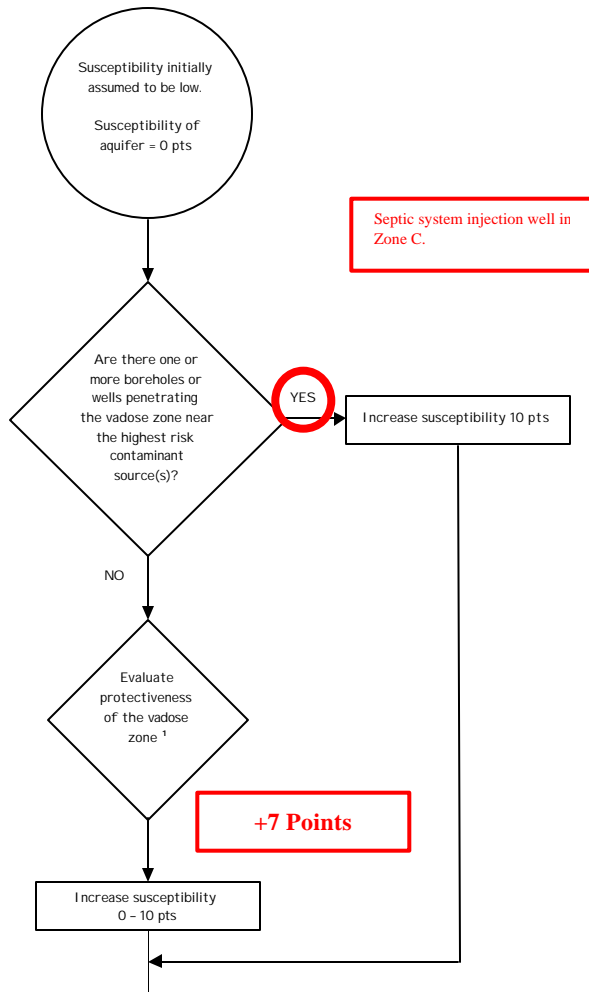 Susceptibility initially
assumed to be low.
Susceptibility of
aquifer = 0 pts
Septic system injection well in
Zone C.
Are there one or
more boreholes or
wells penetrating
the vadose zone near
the highest risk
contaminant
source(s)?
YES
Increase susceptibility 10 pts
NO
Evaluate
protectiveness
of the vadose
zone ¹
+7 Points
Increase susceptibility
0 – 10 pts